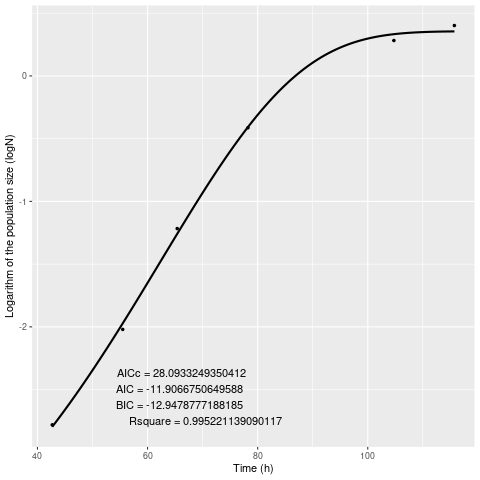 Logarithm of the population size (logN)
0
-1
-2
AICc = 28.0933249350412
AIC = -11.9066750649588
BIC = -12.9478777188185
Rsquare = 0.995221139090117
40 60 80 100
Time (h)